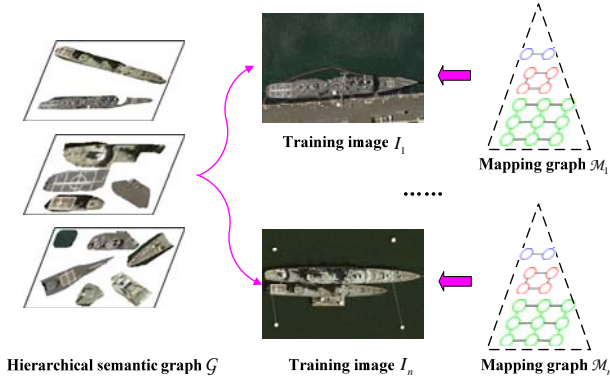 Training image I₁
Mapping graph ℳ₁
......
Hierarchical semantic graph 𝒢
Training image Iₙ
Mapping graph ℳₙ